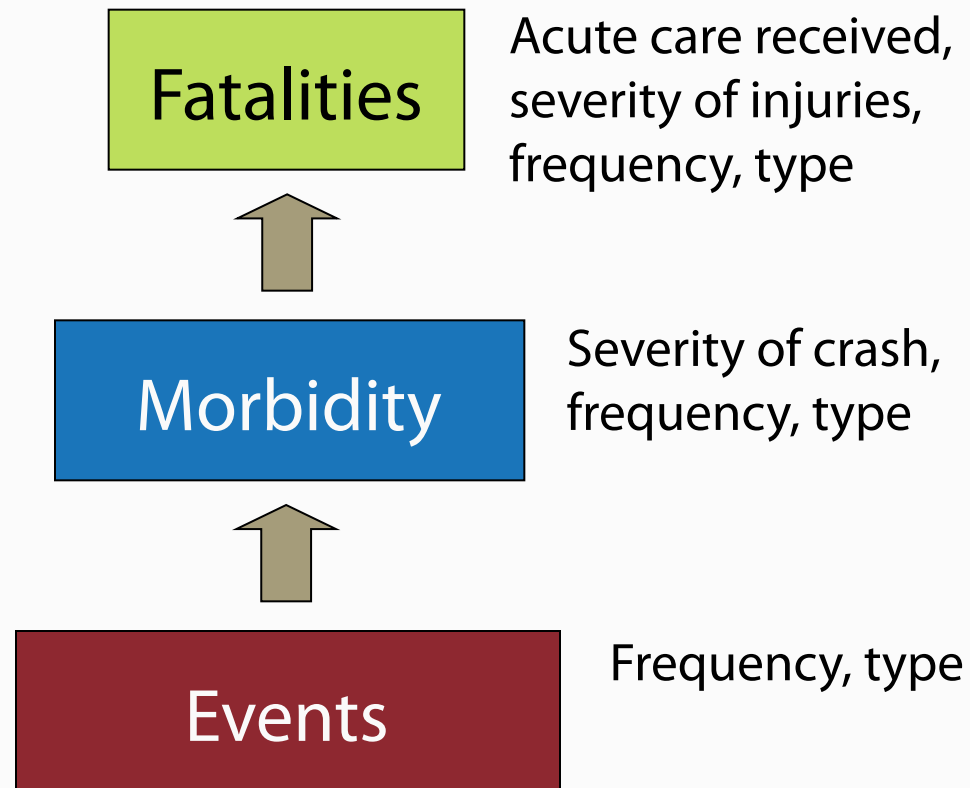 Fatalities
Acute care received,
severity of injuries,
frequency, type
Morbidity
Severity of crash,
frequency, type
Events
Frequency, type